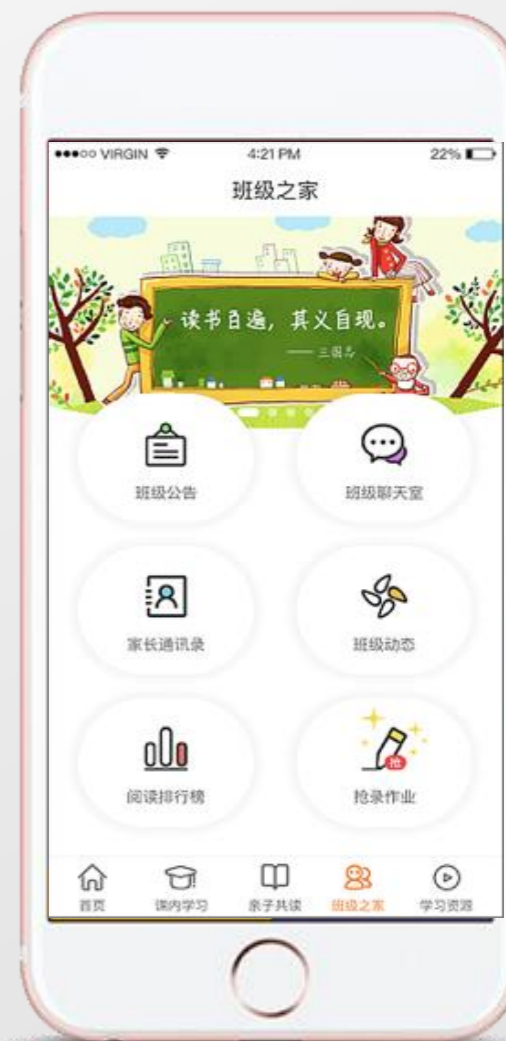 ●●●○○ VIRGIN 4:21 PM 22%
班级之家
读书百遍，其义自现。
——三国志
班级公告 班级聊天室
家长通讯录 班级动态
抢
阅读排行榜 抢录作业
首页 课内学习 亲子共读 班级之家 学习资源